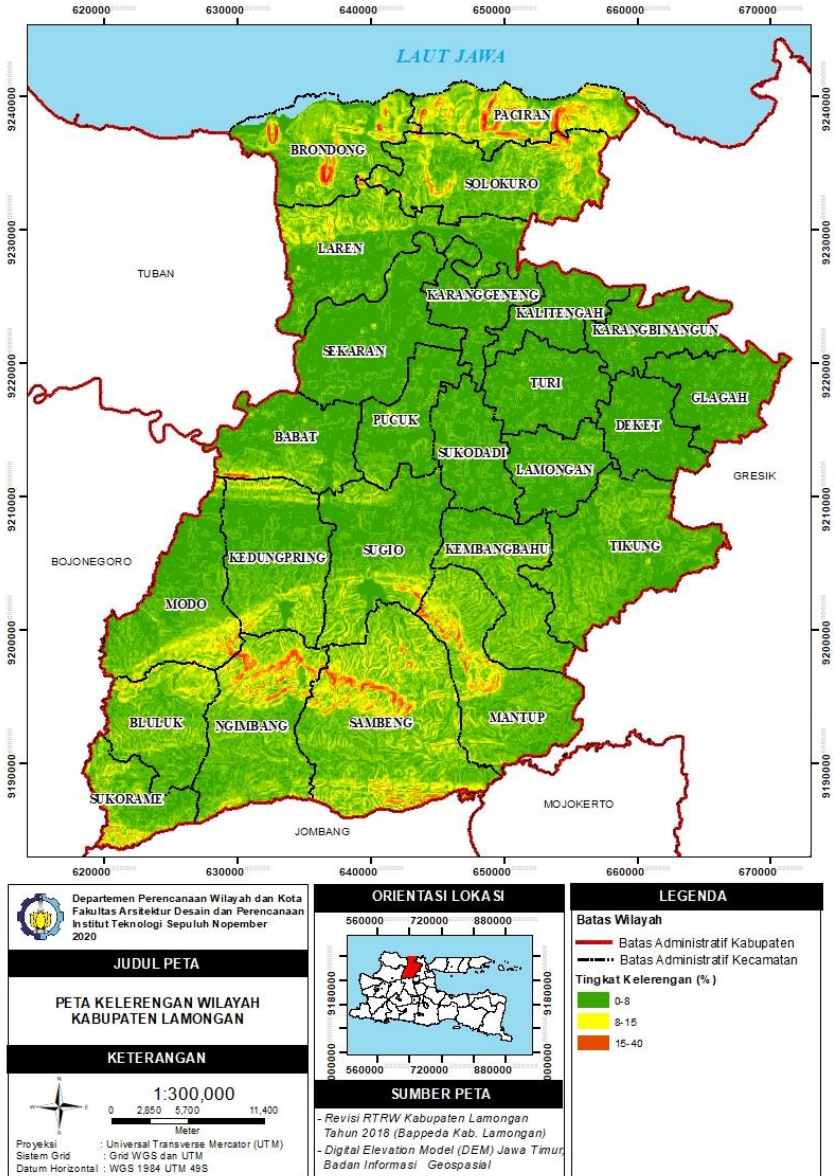 620000 630000 640000 650000 660000 670000
LAUT JAWA
9240000 9240000
PACIRAN
BRONDONG
SOLOKURO
9230000 9230000
LAREN
TUBAN
KARANGGENENG
KALITENGAH
KARANGBINANGUN
SEKARAN
9220000 9220000
TURI
GLAGAH
PUCUK
DEKET
BABAT
SUKODADI
LAMONGAN
GRESIK
9210000 9210000
KEDUNGPRING
SUGIO
KEMBANGBAHU
TIKUNG
BOJONEGORO
MODO
9200000 9200000
BLULUK
NGIMBANG
SAMBENG
MANTUP
9190000 9190000
SUKORAME
MOJOKERTO
JOMBANG
620000 630000 640000 650000 660000 670000
Departemen Perencanaan Wilayah dan Kota
Fakultas Arsitektur Desain dan Perencanaan
Institut Teknologi Sepuluh Nopember
2020
JUDUL PETA
PETA KELERENGAN WILAYAH
KABUPATEN LAMONGAN
KETERANGAN
N
W E
S
1:300,000
0 2,850 5,700 11,400
Meter
Proyeksi : Universal Transverse Mercator (UTM)
Sistem Grid : Grid WGS dan UTM
Datum Horizontal : WGS 1984 UTM 49S
ORIENTASI LOKASI
560000 720000 880000
9180000 9180000
000000 000000
560000 720000 880000
SUMBER PETA
- Revisi RTRW Kabupaten Lamongan
Tahun 2018 (Bappeda Kab. Lamongan)
- Digital Elevation Model (DEM) Jawa Timur,
Badan Informasi Geospasial
LEGENDA
Batas Wilayah
Batas Administratif Kabupaten
Batas Administratif Kecamatan
Tingkat Kelerengan (%)
0-8
8-15
15-40